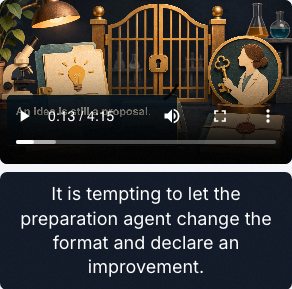 An Idea is still a proposal.
0:13 / 4:15
It is tempting to let the
preparation agent change the
format and declare an
improvement.